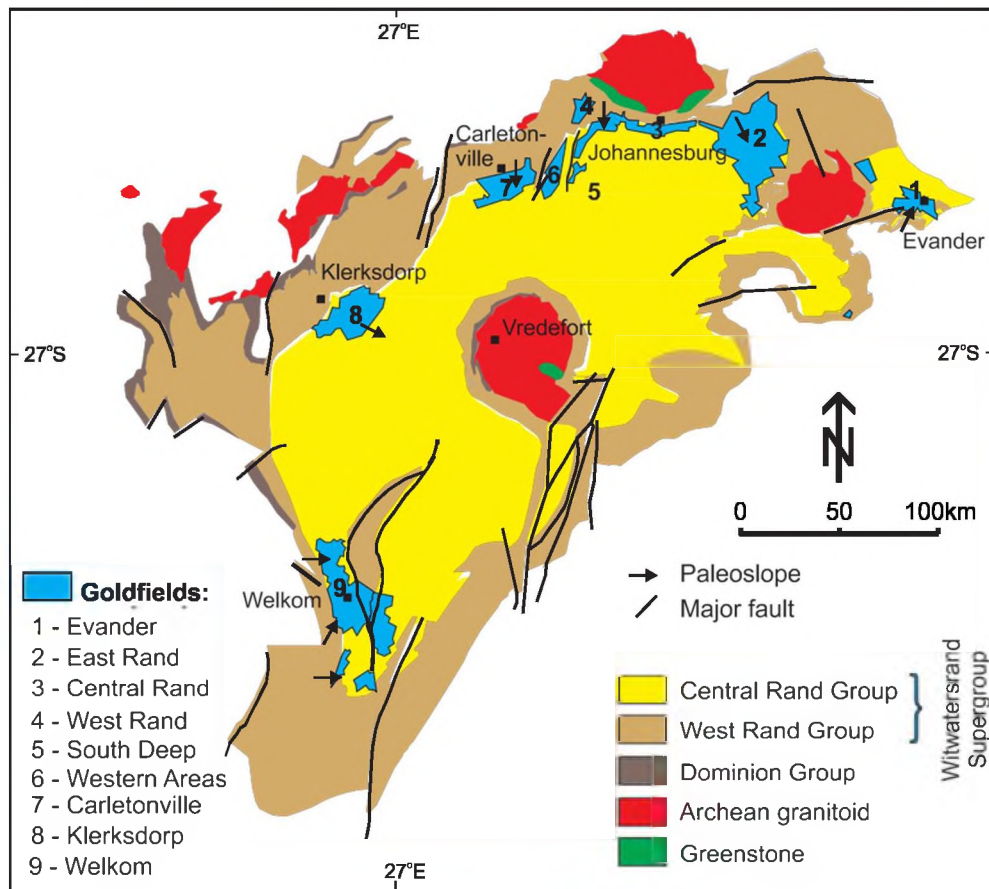 27°E
4
Carleton-
ville
3
2
Johannesburg
7
6
5
1
Evander
Klerksdorp
8
Vredefort
27°S
27°S
N
0 50 100km
Welkom
9
Goldfields:
1 - Evander
2 - East Rand
3 - Central Rand
4 - West Rand
5 - South Deep
6 - Western Areas
7 - Carletonville
8 - Klerksdorp
9 - Welkom
Paleoslope
Major fault
Central Rand Group
West Rand Group
Witwatersrand
Supergroup
Dominion Group
Archean granitoid
Greenstone
27°E